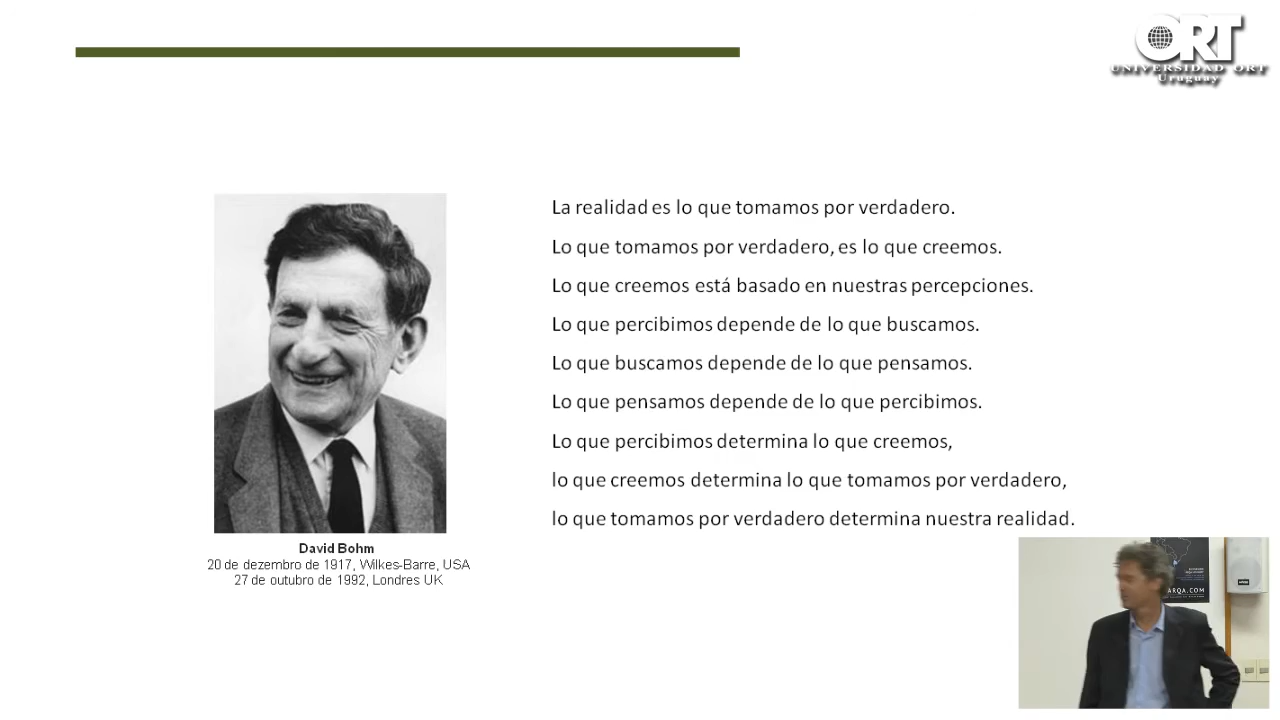 ORT
UNIVERSIDAD ORT
Uruguay
La realidad es lo que tomamos por verdadero.
Lo que tomamos por verdadero, es lo que creemos.
Lo que creemos está basado en nuestras percepciones.
Lo que percibimos depende de lo que buscamos.
Lo que buscamos depende de lo que pensamos.
Lo que pensamos depende de lo que percibimos.
Lo que percibimos determina lo que creemos,
lo que creemos determina lo que tomamos por verdadero,
lo que tomamos por verdadero determina nuestra realidad.
David Bohm
20 de dezembro de 1917, Wilkes-Barre, USA
27 de outubro de 1992, Londres UK
ARQA.COM